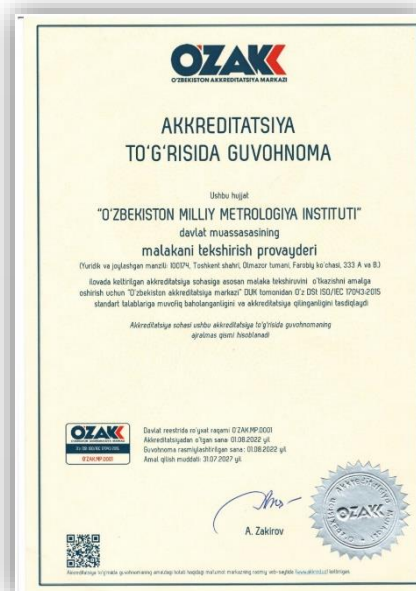 O'ZAKK
O'ZBEKISTON AKKREDITATSIYA MARKAZI
AKKREDITATSIYA
TO'G'RISIDA GUVOHNOMA
Ushbu hujjat
"O'ZBEKISTON MILLIY METROLOGIYA INSTITUTI"
davlat muassasasining
malakani tekshirish provayderi
(Yuridik va joylashgan manzili: 100174, Toshkent shahri, Olmazor tumani, Farobiy ko'chasi, 333 A va B.)
ilovada keltirilgan akkreditatsiya sohasiga asosan malaka tekshiruvini o'tkazishni amalga
oshirish uchun "O'zbekiston akkreditatsiya markazi" DUK tomonidan O'z DSt ISO/IEC 17043:2015
standart talablariga muvofiq baholanganligini va akkreditatsiya qilinganligini tasdiqlaydi
Akkreditatsiya sohasi ushbu akkreditatsiya to'g'risida guvohnomaning
ajralmas qismi hisoblanadi
OZAKK
O'ZAK.MP.0001
Davlat reestrida ro'yxat raqami O'ZAK.MP.0001
Akkreditatsiyadan o'tgan sana: 01.08.2022 yil
Guvohnoma rasmiylashtirilgan sana: 01.08.2022 yil
Amal qilish muddati: 31.07.2027 yil
A. Zakirov
OZAKK